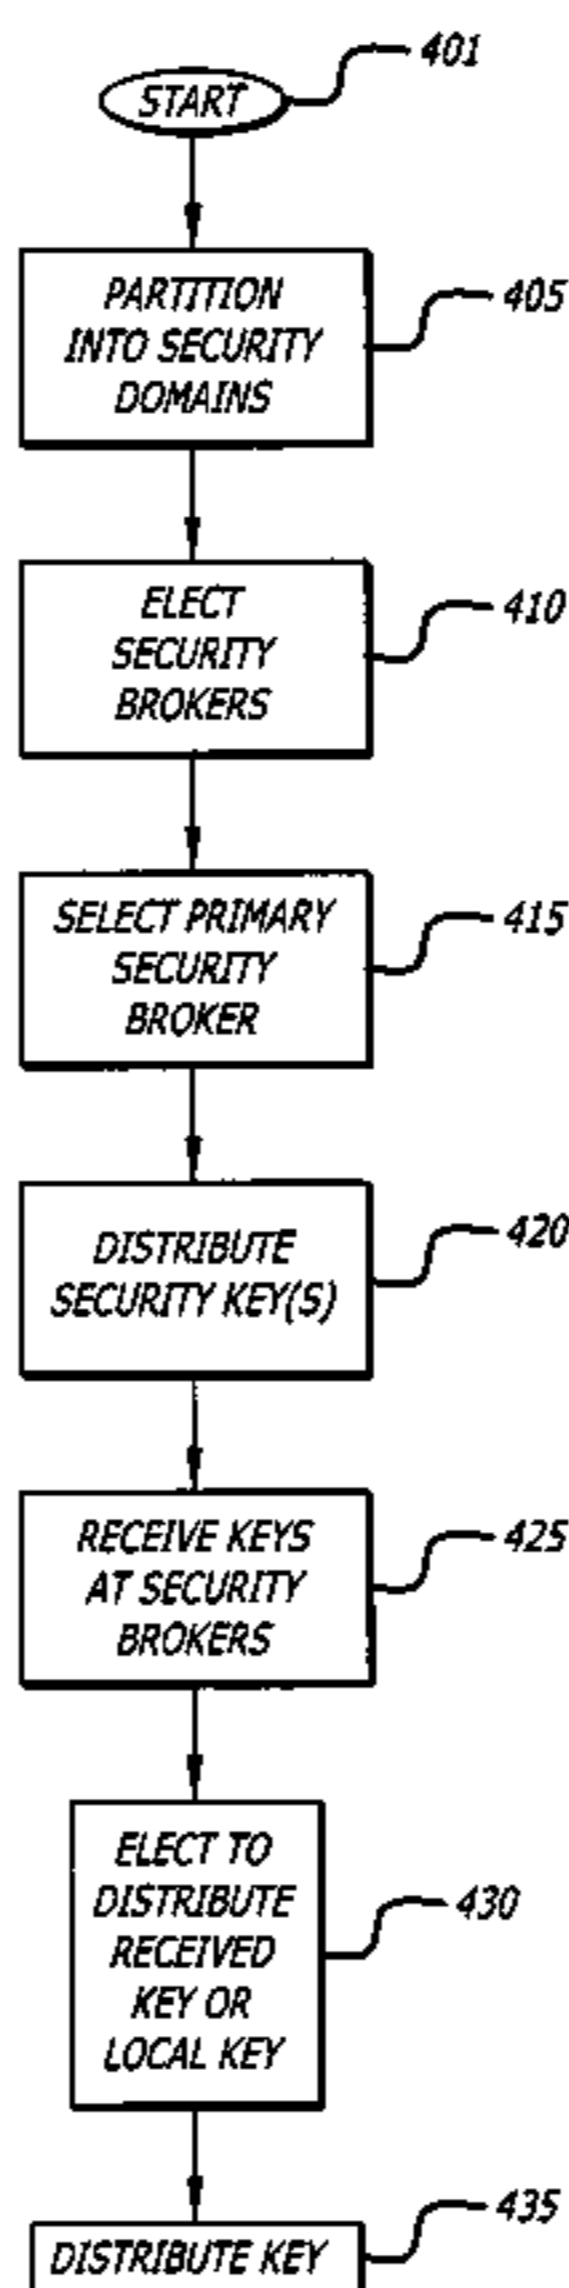 START
401
PARTITION
INTO SECURITY
DOMAINS
405
ELECT
SECURITY
BROKERS
410
SELECT PRIMARY
SECURITY
BROKER
415
DISTRIBUTE
SECURITY KEY(S)
420
RECEIVE KEYS
AT SECURITY
BROKERS
425
ELECT TO
DISTRIBUTE
RECEIVED
KEY OR
LOCAL KEY
430
DISTRIBUTE KEY
435